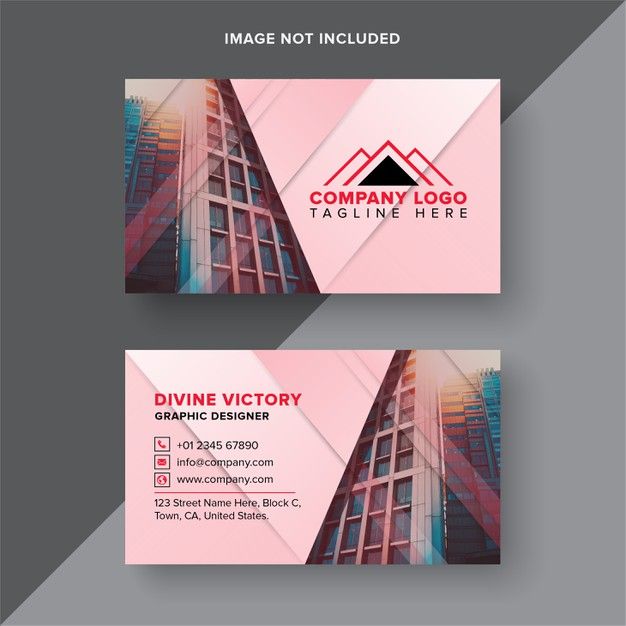 IMAGE NOT INCLUDED
COMPANY LOGO
TAGLINE HERE
DIVINE VICTORY
GRAPHIC DESIGNER
+01 2345 67890
info@company.com
www.company.com
123 Street Name Here, Block C,
Town, CA, United States.